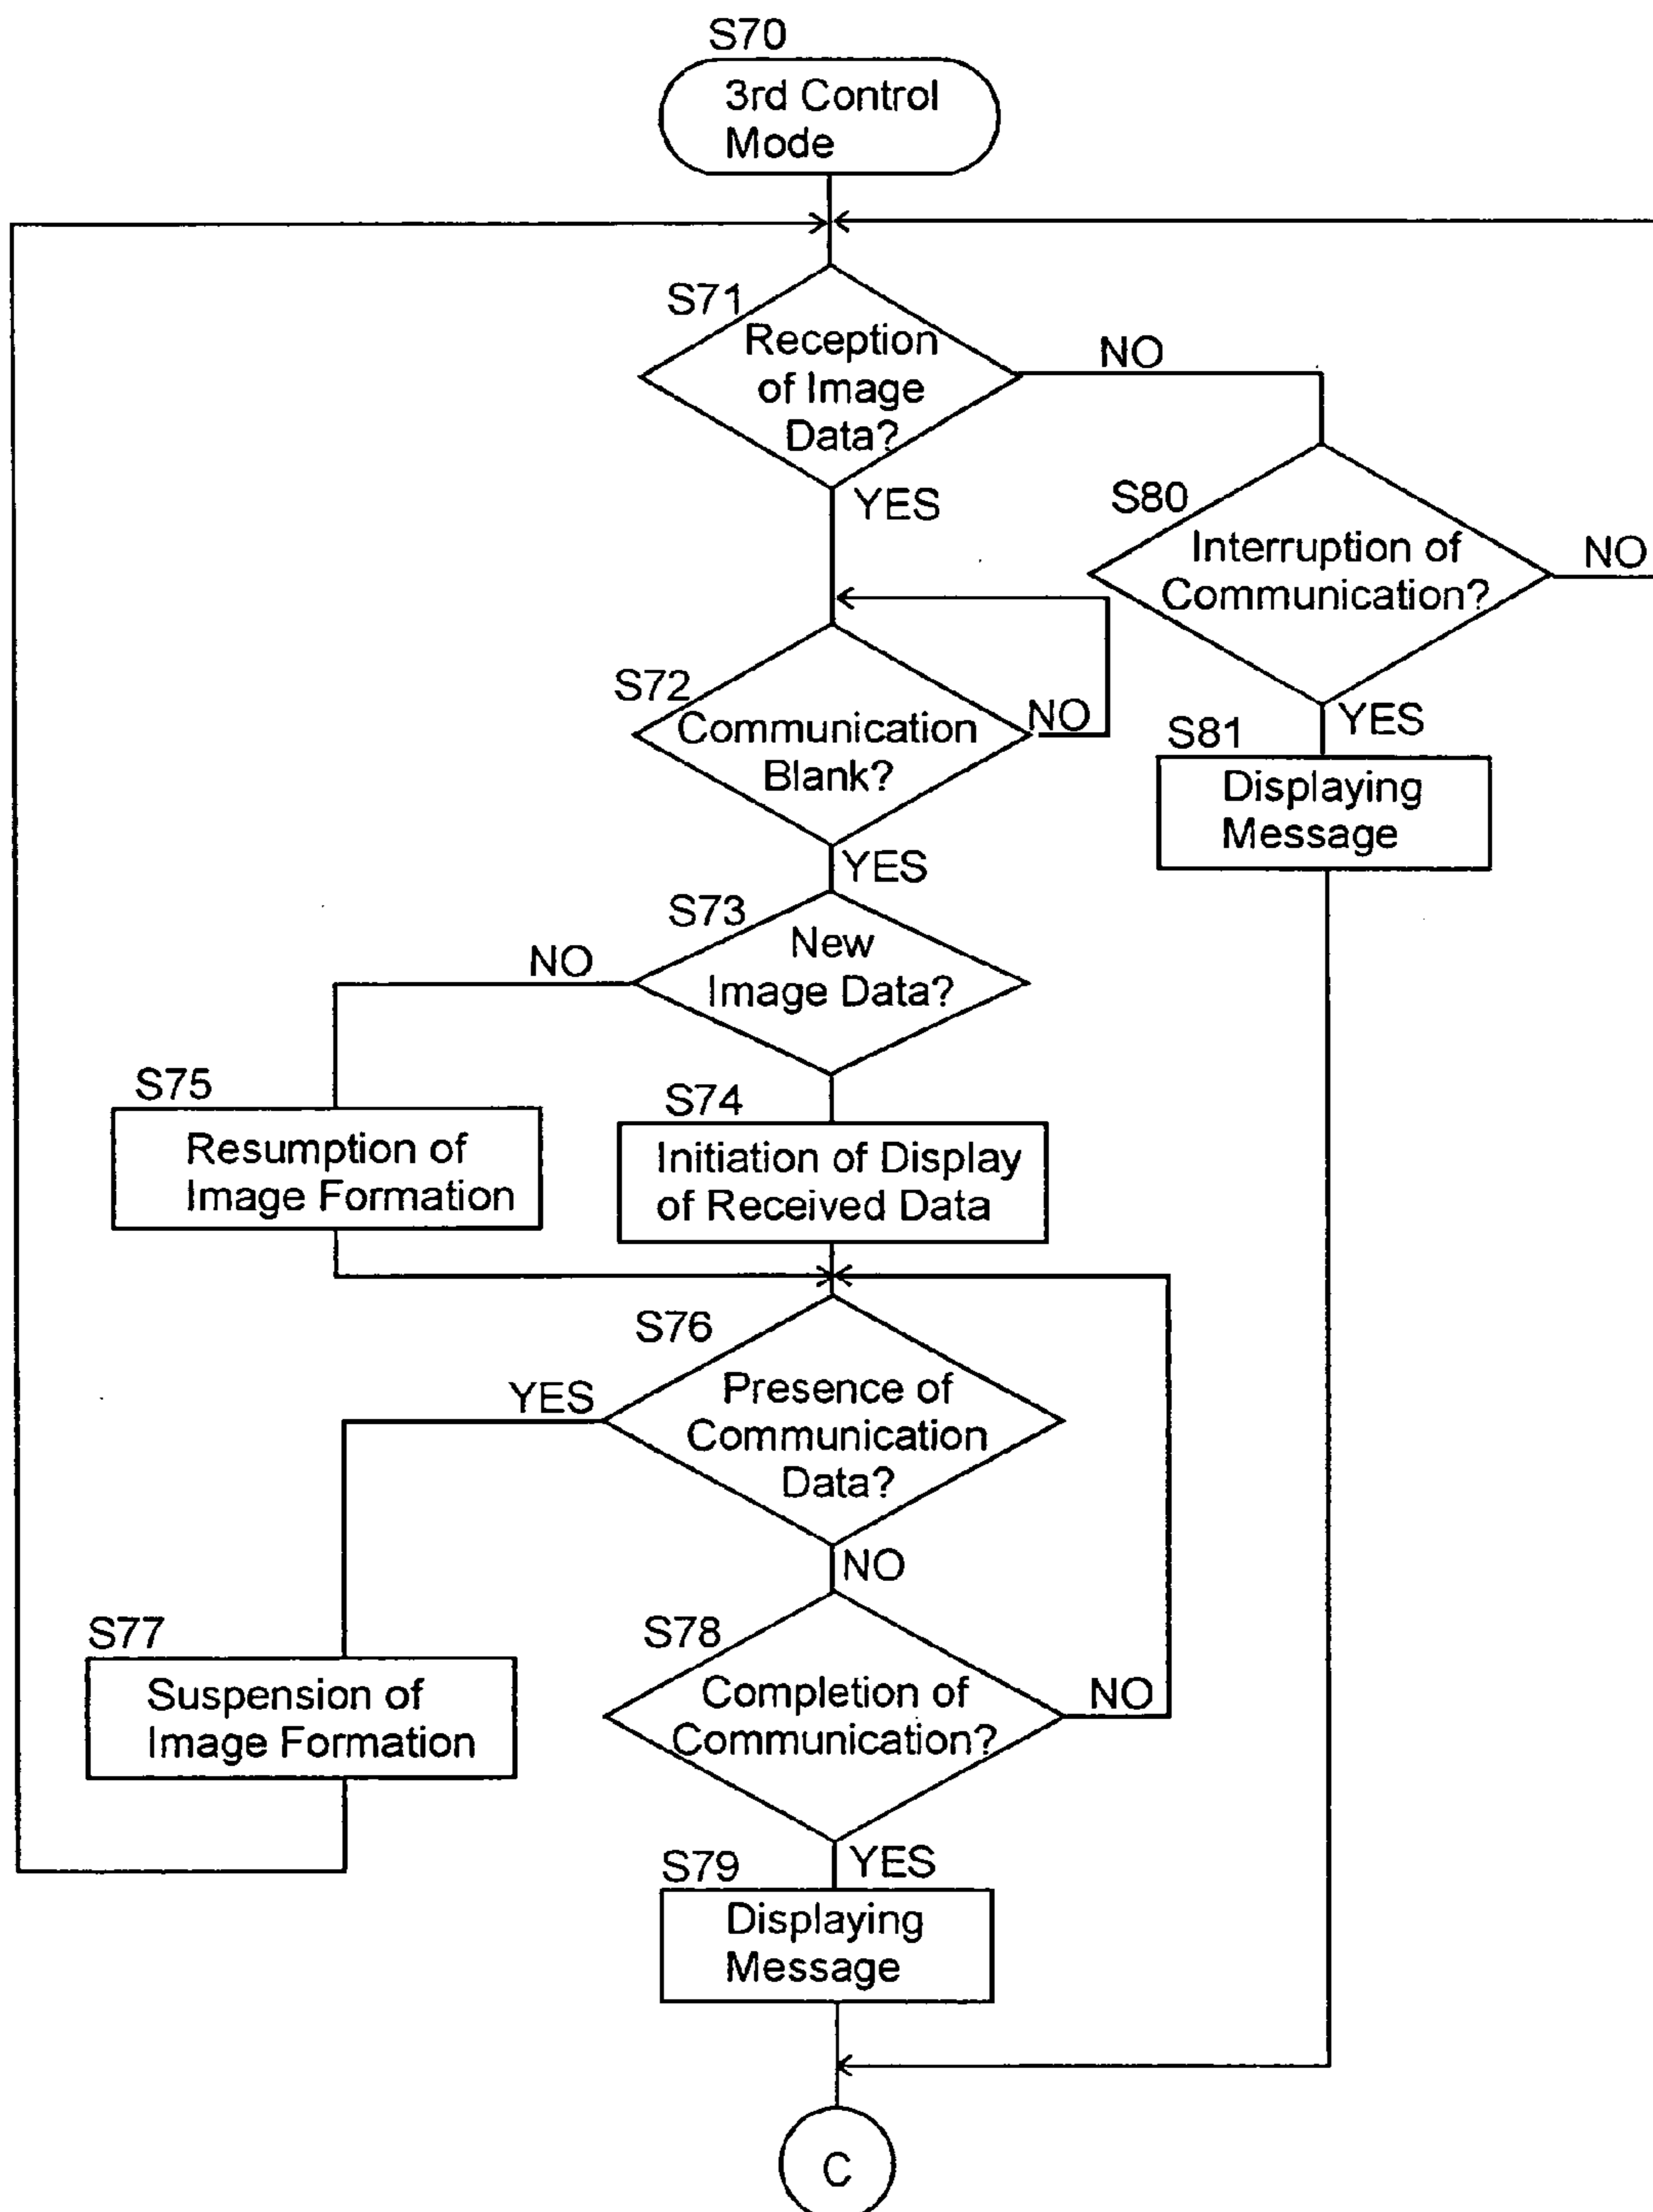 S70
3rd Control
Mode
S71
Reception
of Image
Data?
NO
YES
S80
Interruption of
Communication?
NO
YES
S72
Communication
Blank?
NO
YES
S81
Displaying
Message
S73
New
Image Data?
NO
S75
Resumption of
Image Formation
S74
Initiation of Display
of Received Data
S76
Presence of
Communication
Data?
YES
NO
S77
Suspension of
Image Formation
S78
Completion of
Communication?
NO
YES
S79
Displaying
Message
C